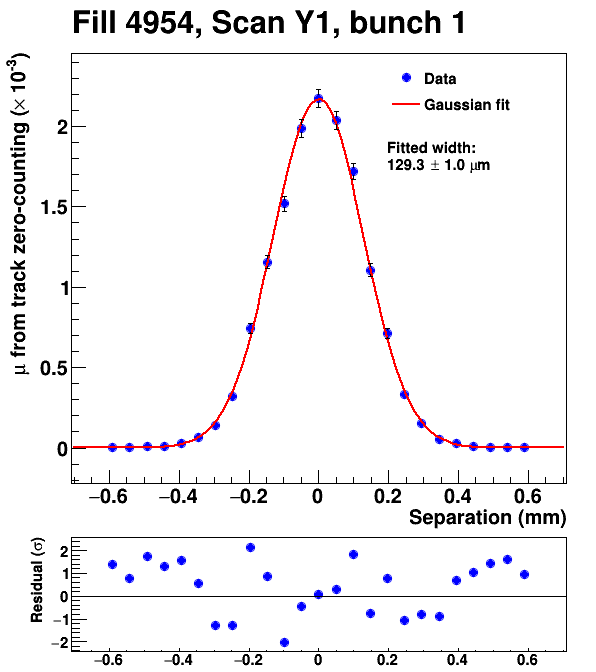 Fill 4954, Scan Y1, bunch 1
μ from track zero-counting (× 10⁻³)
Data
Gaussian fit
Fitted width:
129.3 ± 1.0 μm
2
1.5
1
0.5
0
−0.6 −0.4 −0.2 0 0.2 0.4 0.6
Separation (mm)
Residual (σ)
2
1
0
−1
−2
−0.6 −0.4 −0.2 0 0.2 0.4 0.6